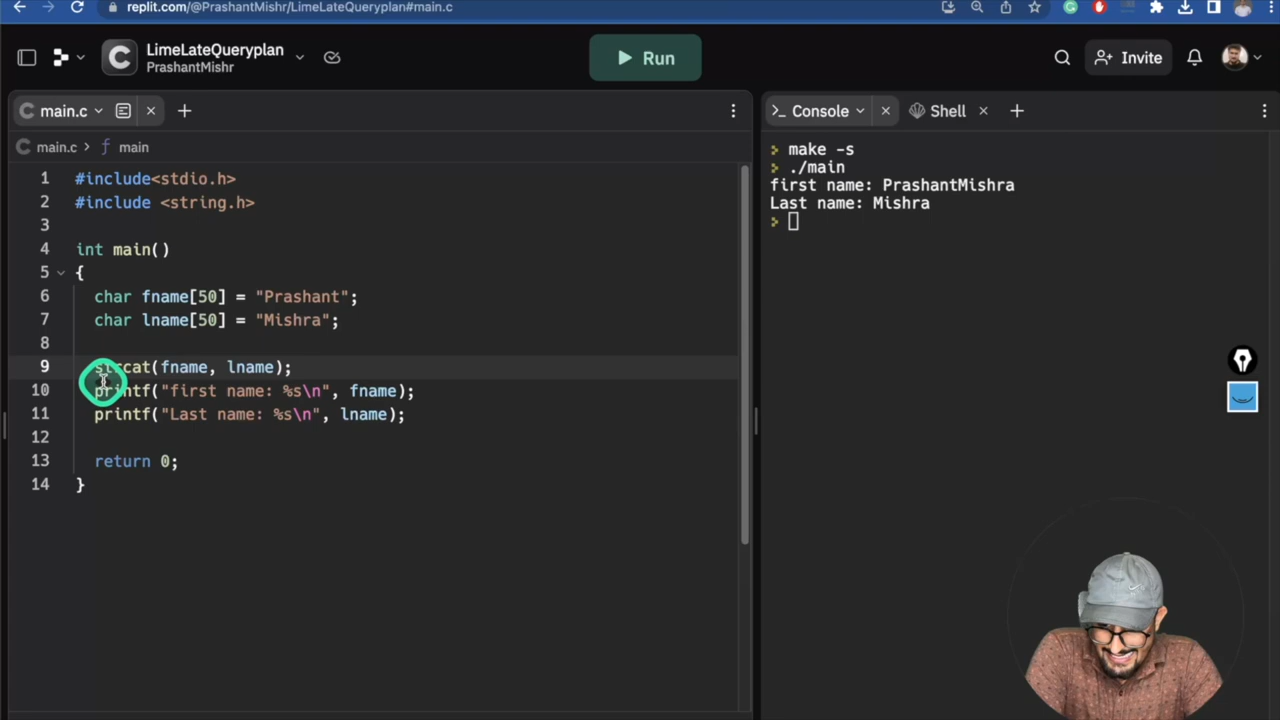 replit.com/@PrashantMishr/LimeLateQueryplan#main.c
LimeLateQueryplan
PrashantMishr
Run
Invite
main.c
main.c > main
1 #include<stdio.h>
2 #include <string.h>
3
4 int main()
5 {
6 char fname[50] = "Prashant";
7 char lname[50] = "Mishra";
8
9 strcat(fname, lname);
10 printf("first name: %s\n", fname);
11 printf("Last name: %s\n", lname);
12
13 return 0;
14 }
>_ Console
Shell
> make -s
> ./main
first name: PrashantMishra
Last name: Mishra
>